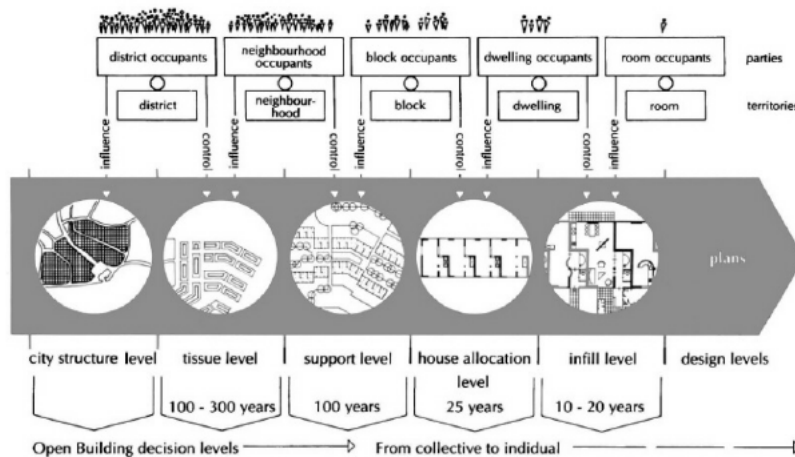 district occupants
neighbourhood
occupants
block occupants
dwelling occupants
room occupants
parties
district
neighbour-
hood
block
dwelling
room
territories
influence
control
influence
control
influence
control
influence
control
influence
plans
city structure level
tissue level
support level
house allocation
level
infill level
design levels
100 - 300 years
100 years
25 years
10 - 20 years
Open Building decision levels
From collective to indidual